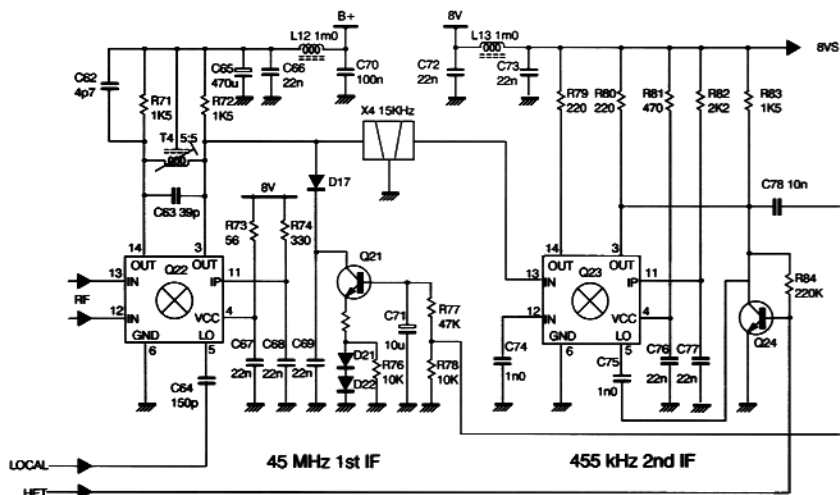 B+
8V
L12 1m0
L13 1m0
8VS
C62
4p7
C65
470u
C66
22n
C70
100n
C72
22n
C73
22n
R71
1K5
R72
1K5
R79
220
R80
220
R81
470
R82
2K2
R83
1K5
X4 15KHz
T4 5:5
C63 39p
D17
C78 10n
8V
R73
56
R74
330
Q21
14
3
OUT
Q22
OUT
13
IN
IP
11
RF
12
IN
VCC
4
GND
LO
6
5
14
3
OUT
Q23
OUT
13
IN
IP
11
12
IN
VCC
4
GND
LO
6
5
R84
220K
Q24
C71
10u
R77
47K
R78
10K
C67
22n
C68
22n
C69
22n
D21
D22
R76
10K
C64
150p
C74
1n0
C75
1n0
C76
22n
C77
22n
LOCAL
45 MHz 1st IF
455 kHz 2nd IF
HET